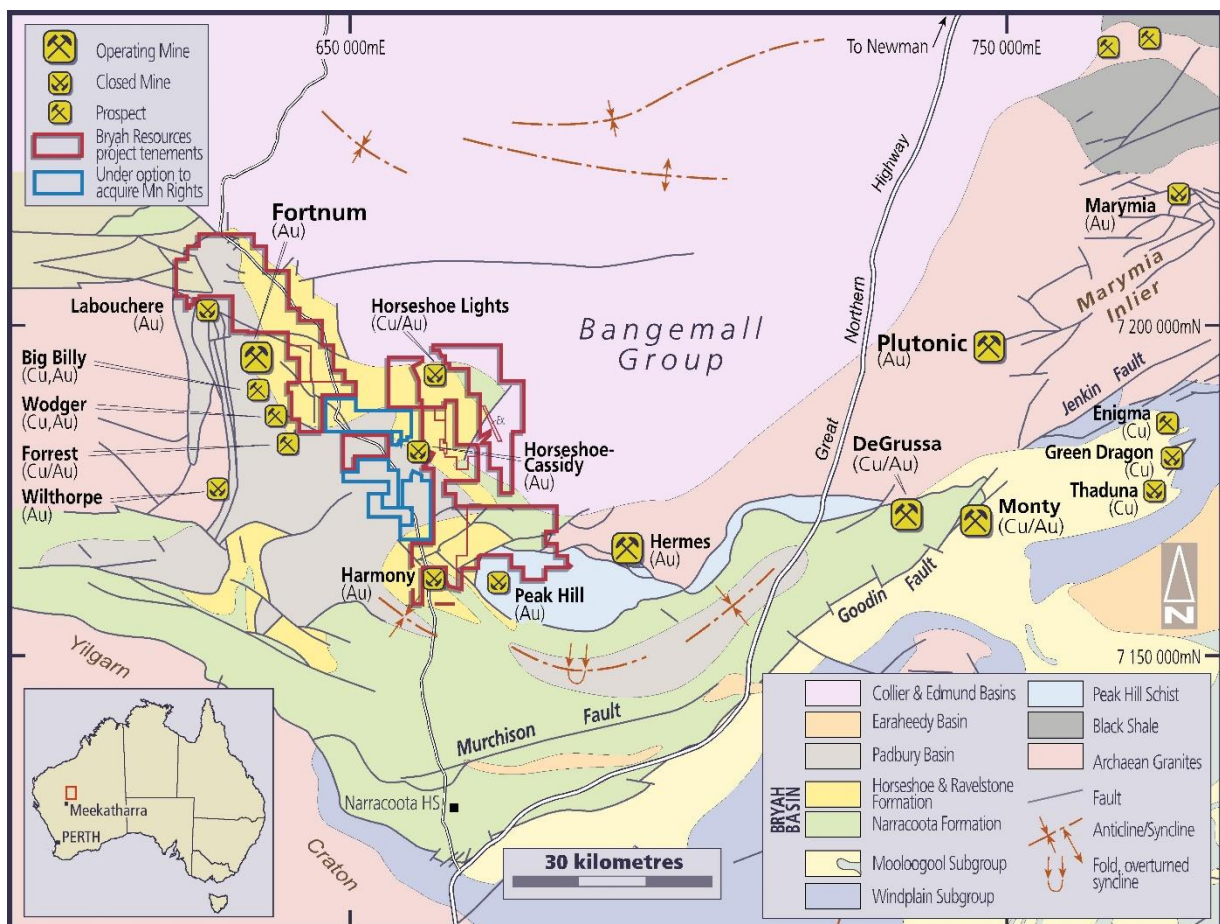 Operating Mine
Closed Mine
Prospect
Bryah Resources
project tenements
Under option to
acquire Mn Rights
650 000mE
To Newman
750 000mE
Highway
Northern
Great
Marymia
(Au)
Marymia
Inlier
Fortnum
(Au)
Labouchere
(Au)
Horseshoe Lights
(Cu/Au)
Bangemall
Group
Plutonic
(Au)
7 200 000mN
Big Billy
(Cu,Au)
Wodger
(Cu,Au)
Forrest
(Cu/Au)
Wilthorpe
(Au)
Ex.
Horseshoe-
Cassidy
(Au)
Jenkin Fault
Enigma
(Cu)
Green Dragon
(Cu)
Thaduna
(Cu)
DeGrussa
(Cu/Au)
Monty
(Cu/Au)
Hermes
(Au)
Harmony
(Au)
Peak Hill
(Au)
Goodin Fault
N
7 150 000mN
Yilgarn
Craton
Murchison Fault
Narracoota HS
30 kilometres
Meekatharra
PERTH
Collier & Edmund Basins
Earaheedy Basin
Padbury Basin
BRYAH
BASIN
Horseshoe & Ravelstone
Formation
Narracoota Formation
Mooloogool Subgroup
Windplain Subgroup
Peak Hill Schist
Black Shale
Archaean Granites
Fault
Anticline/Syncline
Fold, overturned
syncline